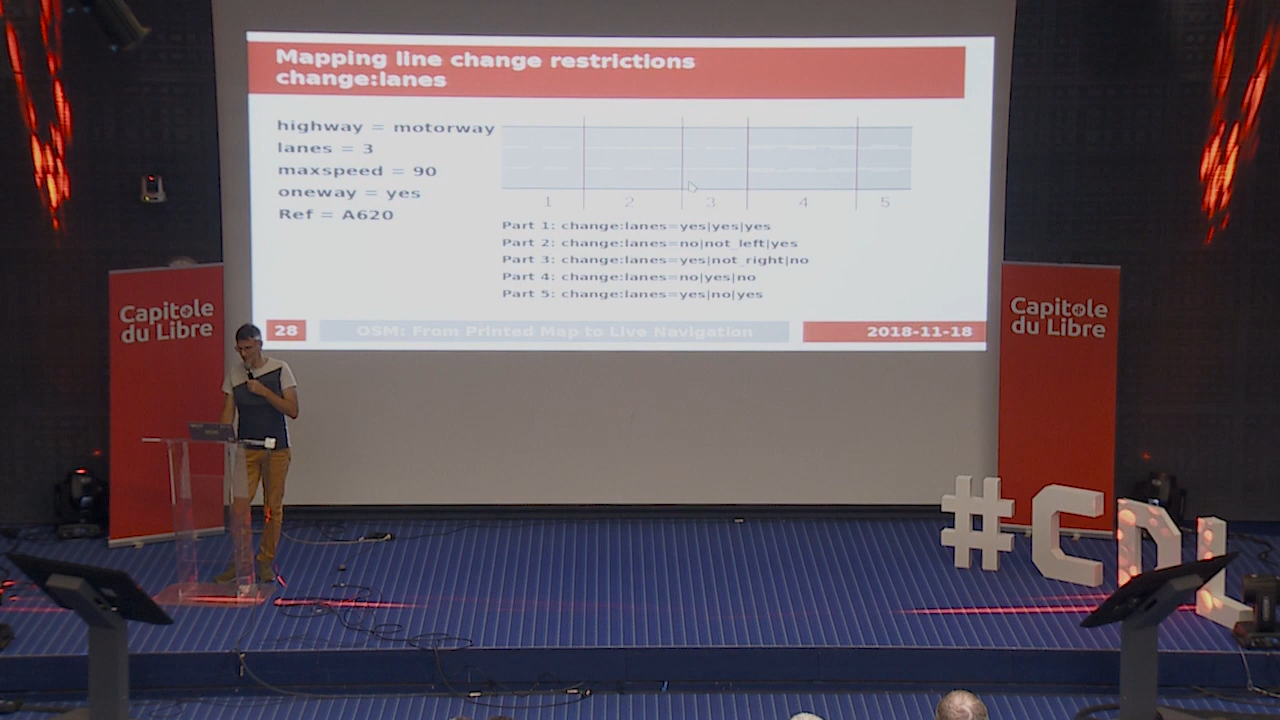 Mapping line change restrictions
change:lanes
highway = motorway
lanes = 3
maxspeed = 90
oneway = yes
Ref = A620
1 2 3 4 5
Part 1: change:lanes=yes|yes|yes
Part 2: change:lanes=no|not_left|yes
Part 3: change:lanes=yes|not_right|no
Part 4: change:lanes=no|yes|no
Part 5: change:lanes=yes|no|yes
28
OSM: From Printed Map to Live Navigation
2018-11-18
Capitole
du Libre
Capitole
du Libre
#CDL